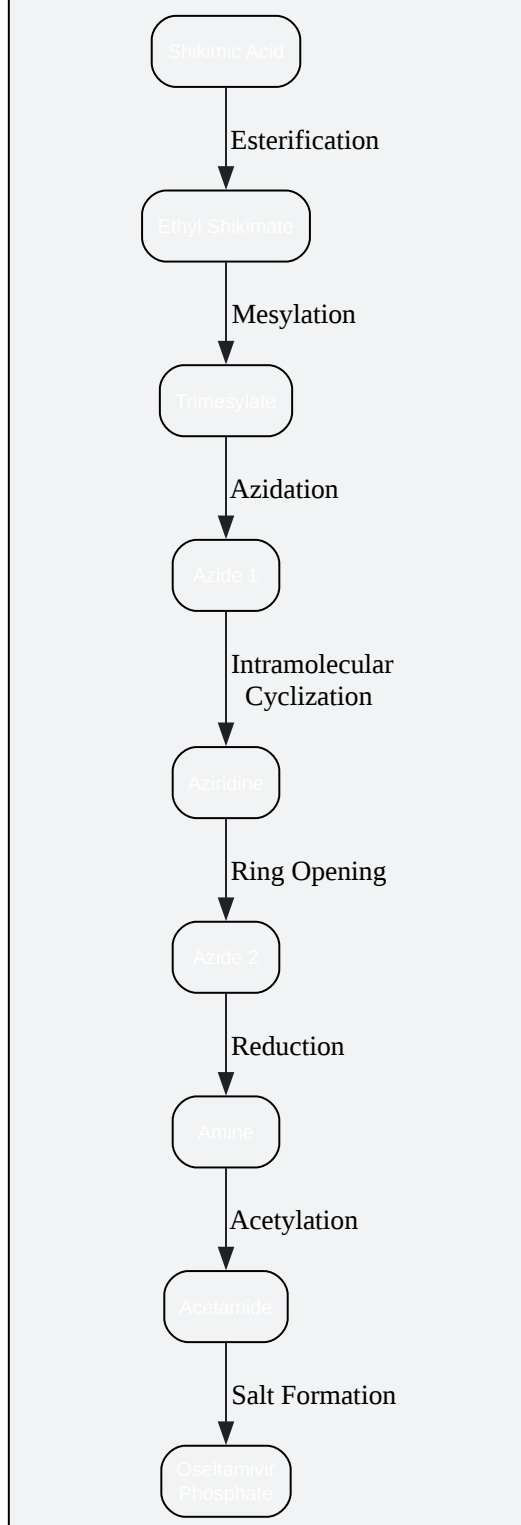 Shikimic Acid
Esterification
Ethyl Shikimate
Mesylation
Trimesylate
Azidation
Azide 1
Intramolecular
Cyclization
Aziridine
Ring Opening
Azide 2
Reduction
Amine
Acetylation
Acetamide
Salt Formation
Oseltamivir
Phosphate